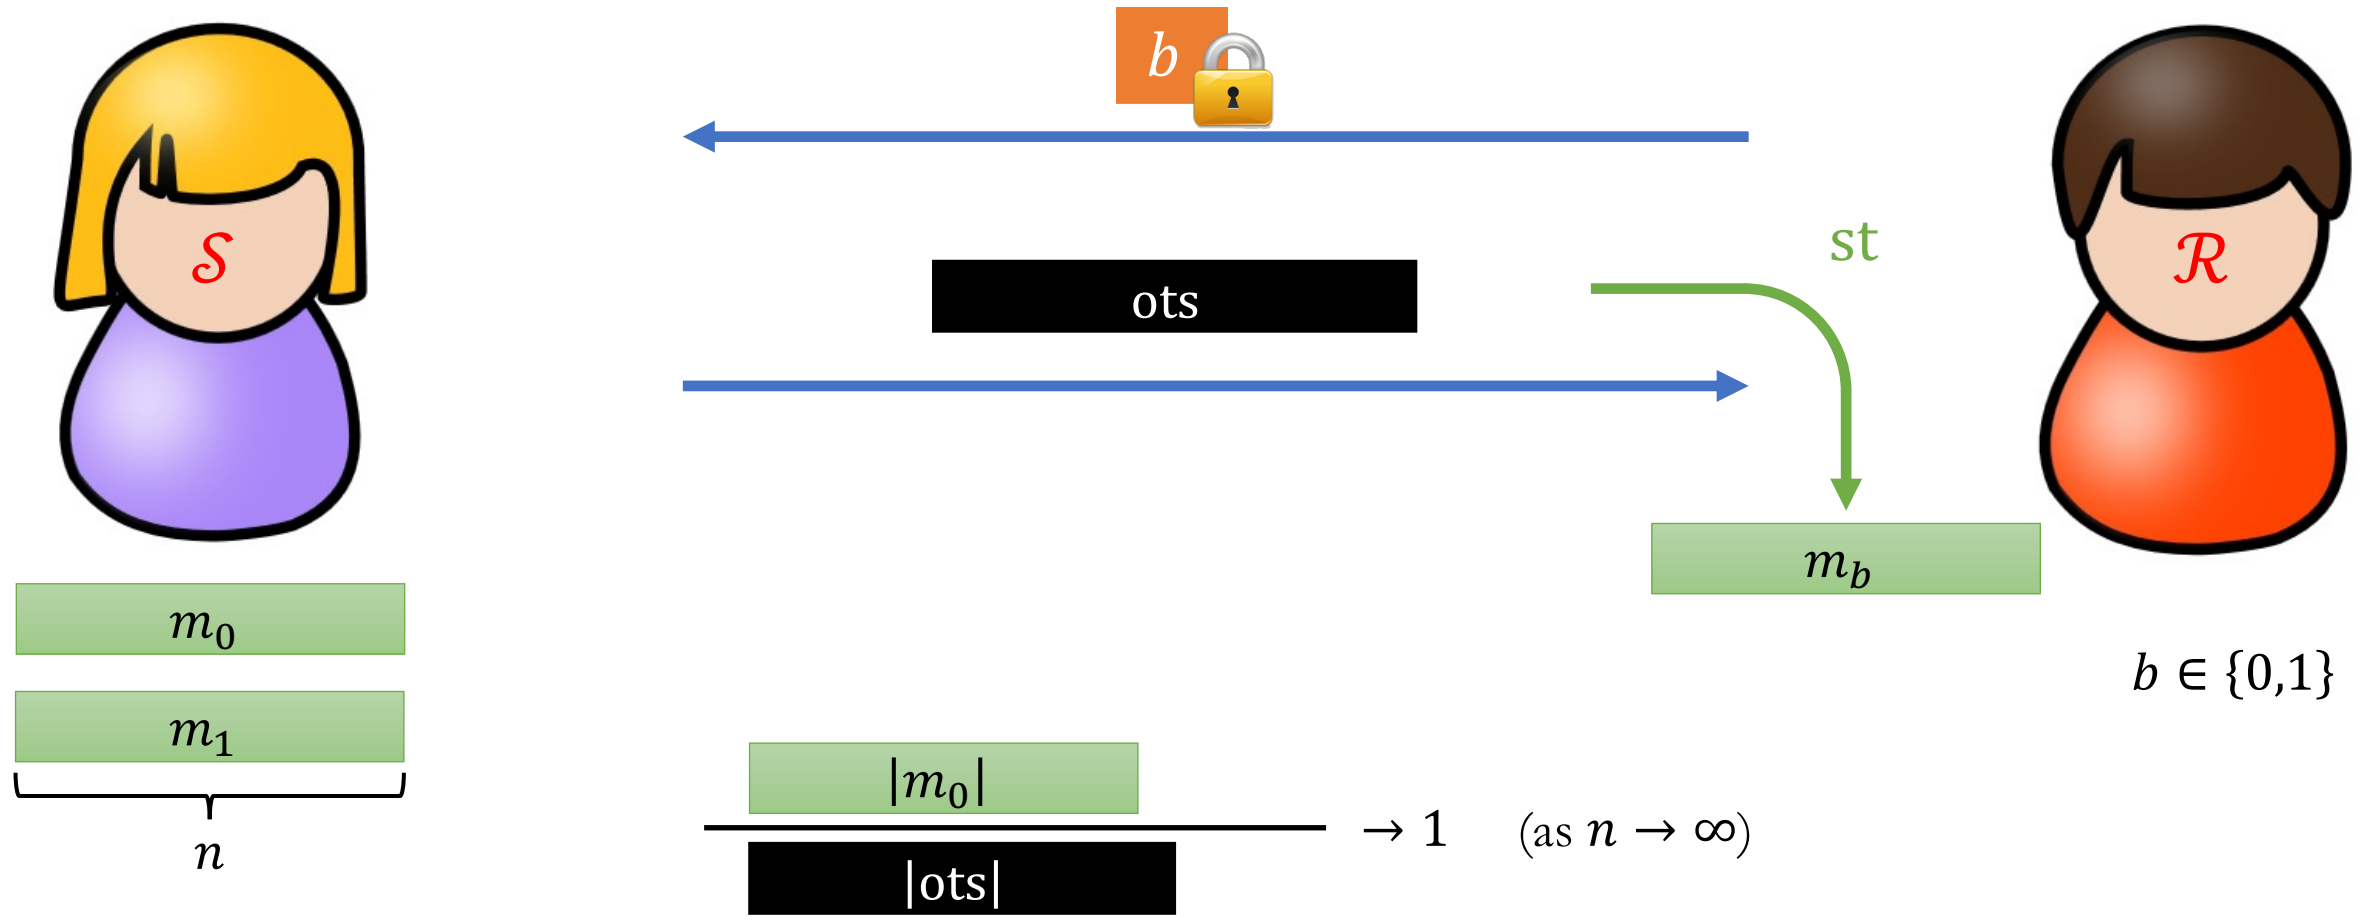 b
st
𝒮
ℛ
ots
m_b
m_0
b ∈ {0,1}
m_1
|m_0|
→ 1 (as n → ∞)
n
|ots|